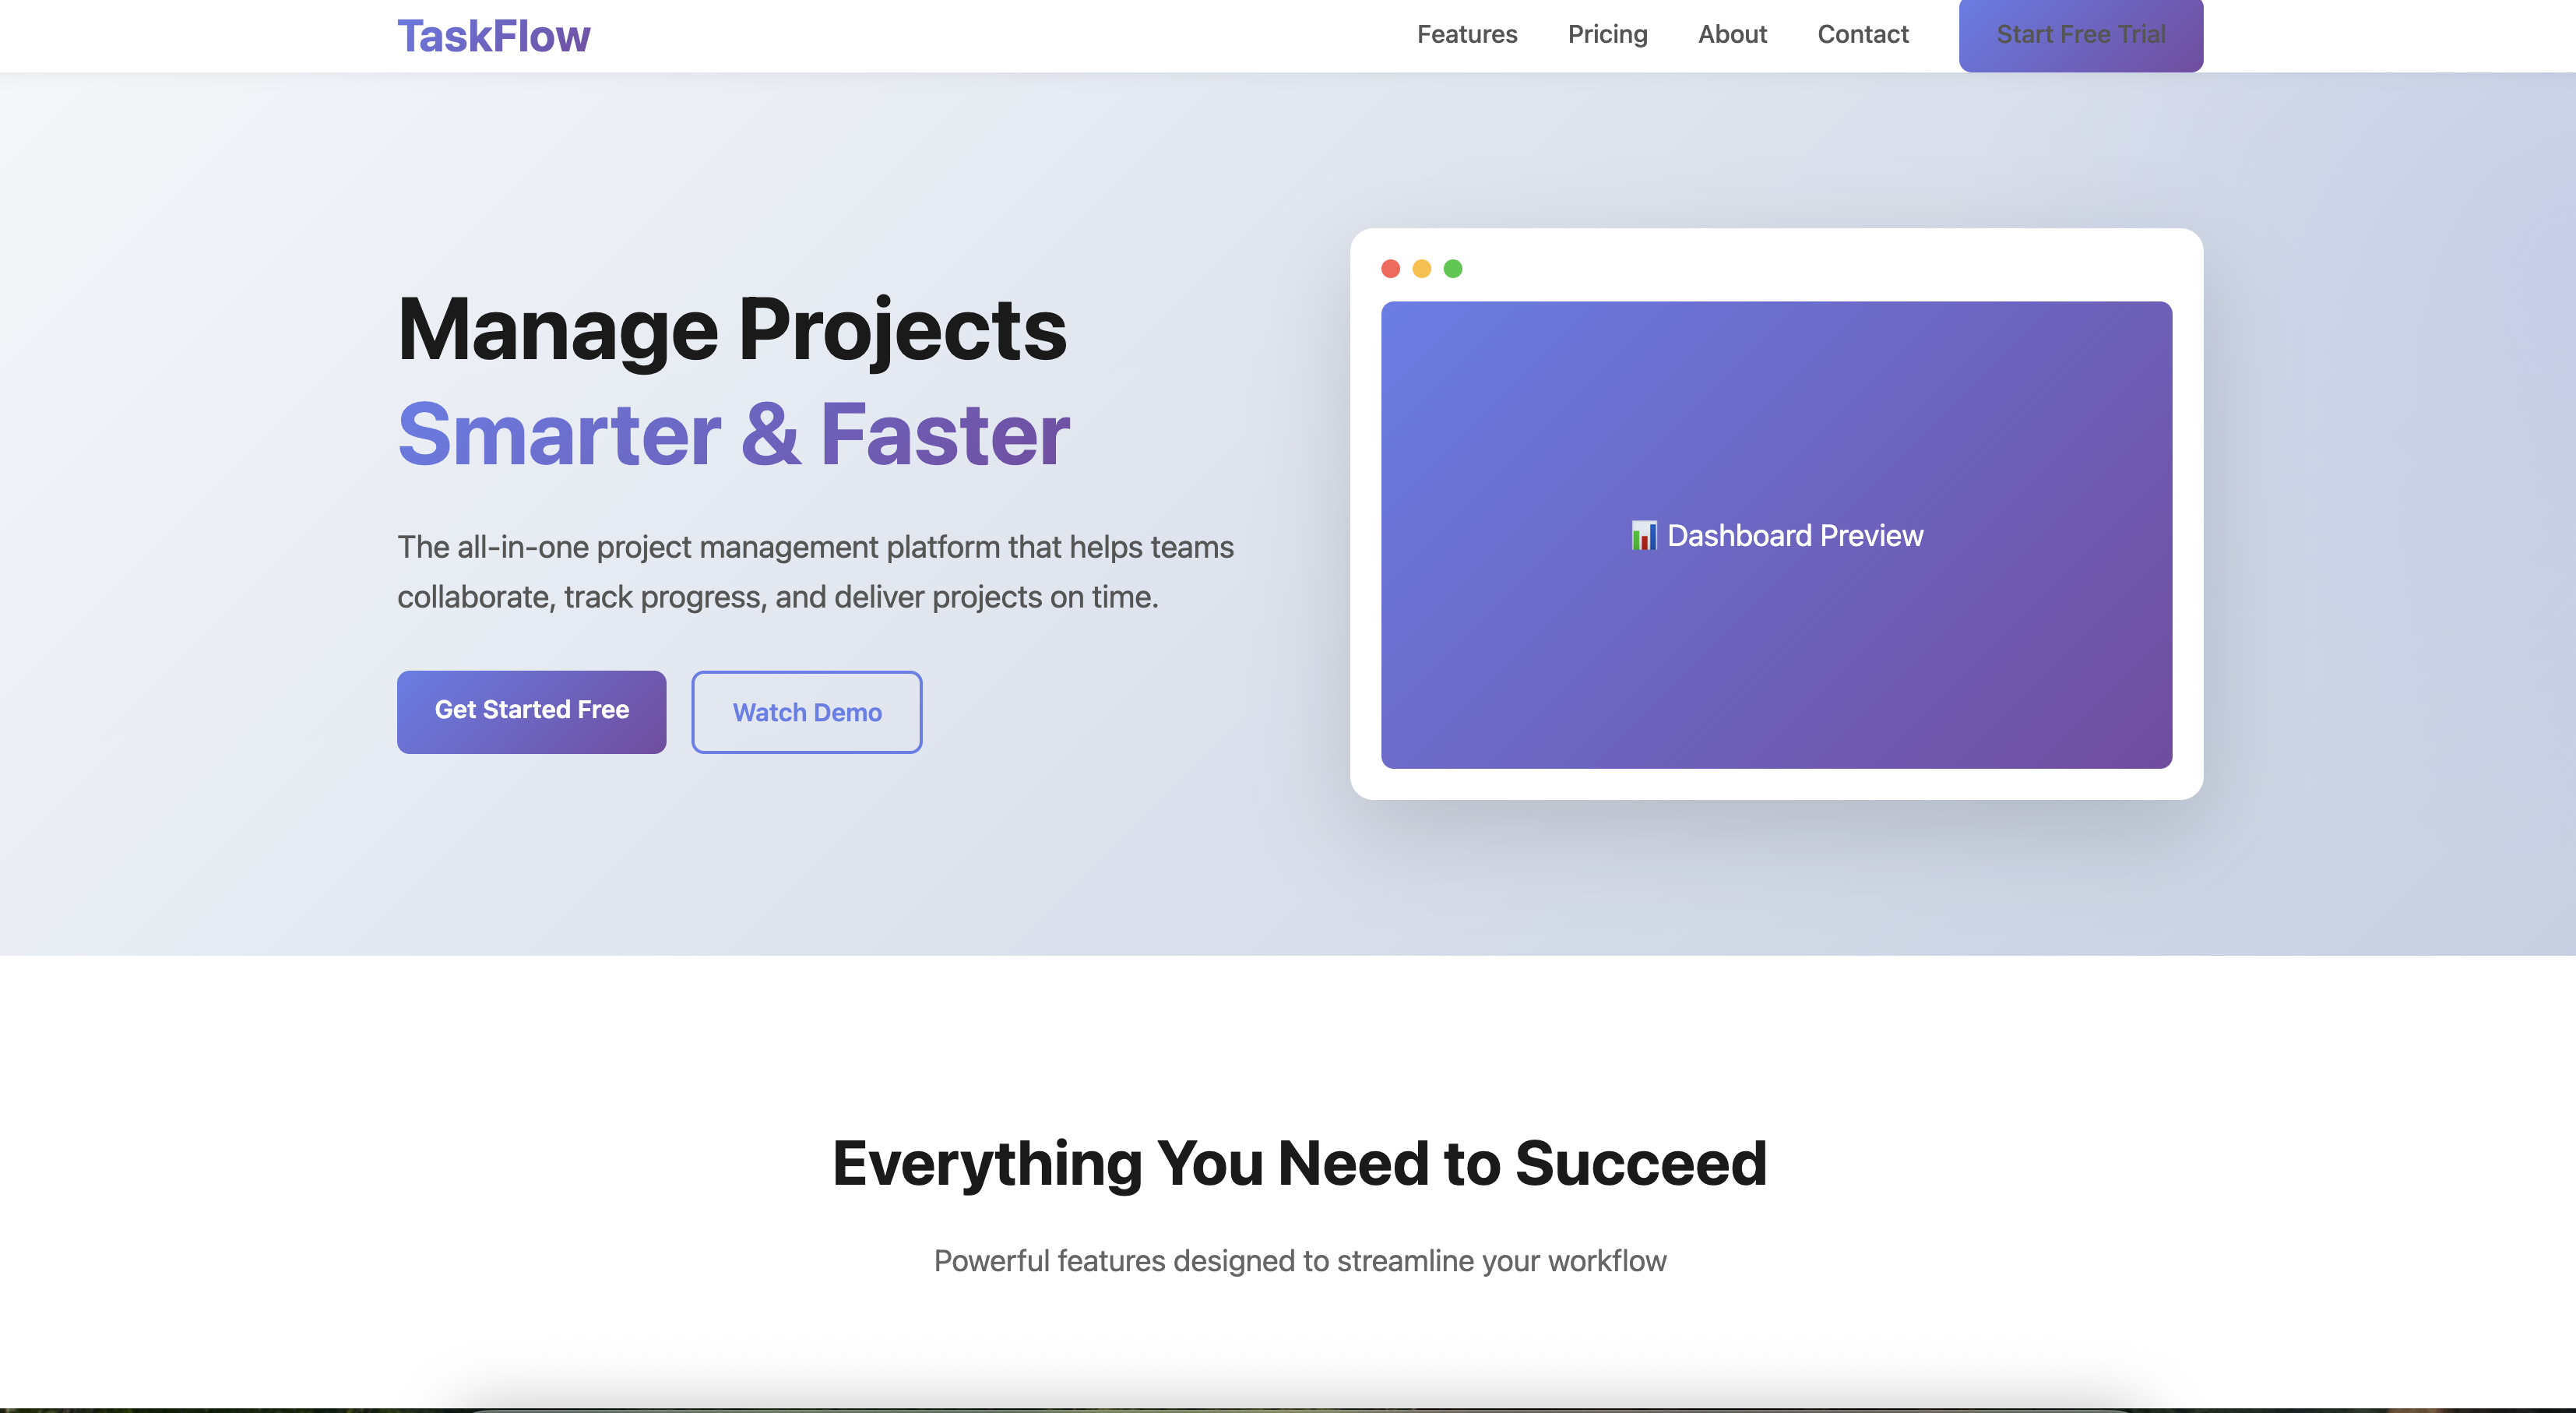 TaskFlow
Features
Pricing
About
Contact
Start Free Trial
Manage Projects
Smarter & Faster
The all-in-one project management platform that helps teams
collaborate, track progress, and deliver projects on time.
Get Started Free
Watch Demo
📊 Dashboard Preview
Everything You Need to Succeed
Powerful features designed to streamline your workflow